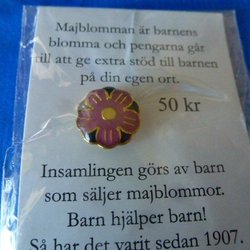 Majblomman är barnens
blomma och pengarna går
till att ge extra stöd till barnen
på din egen ort.
50 kr
Insamlingen görs av barn
som säljer majblommor.
Barn hjälper barn!
Så har det varit sedan 1907.